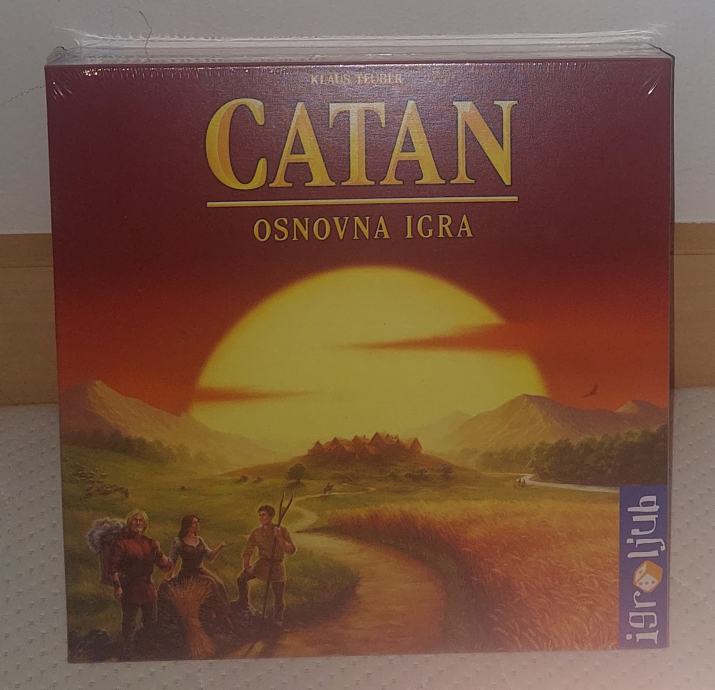 KLAUS TEUBER
CATAN
OSNOVNA IGRA
igroljub